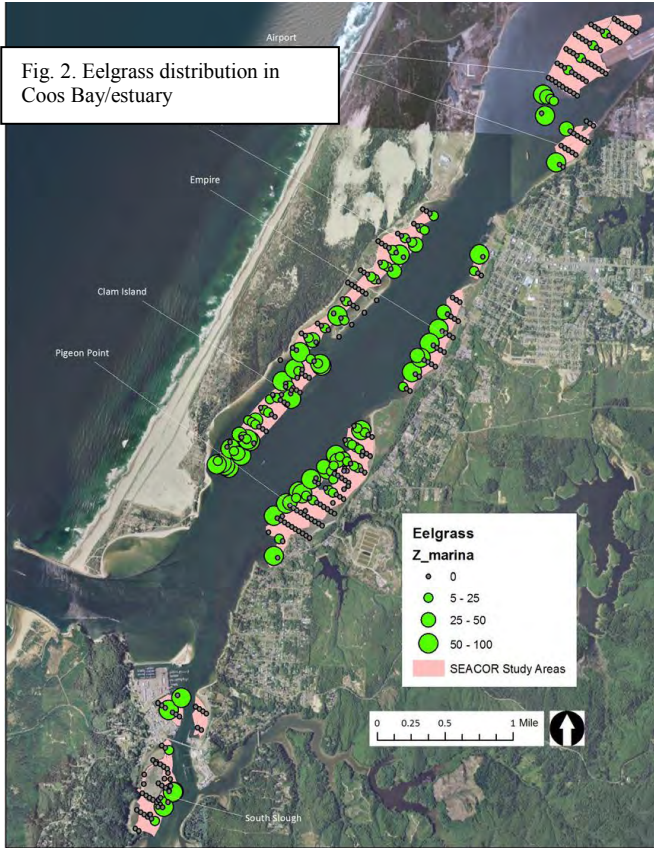 Airport
Fig. 2. Eelgrass distribution in
Coos Bay/estuary
Empire
Clam Island
Pigeon Point
Eelgrass
Z_marina
0
5 - 25
25 - 50
50 - 100
SEACOR Study Areas
0 0.25 0.5 1 Mile
South Slough